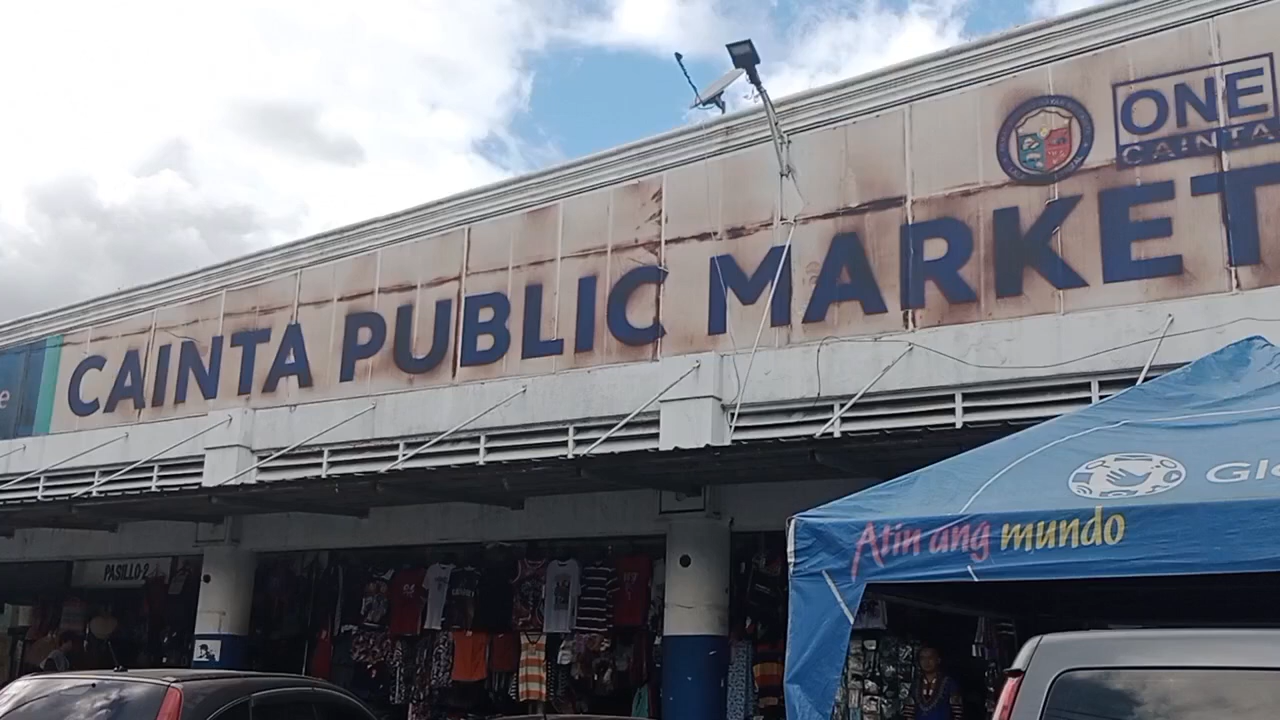 ONE
CAINTA
CAINTA PUBLIC MARKET
Atin ang mundo
PASILLO-2